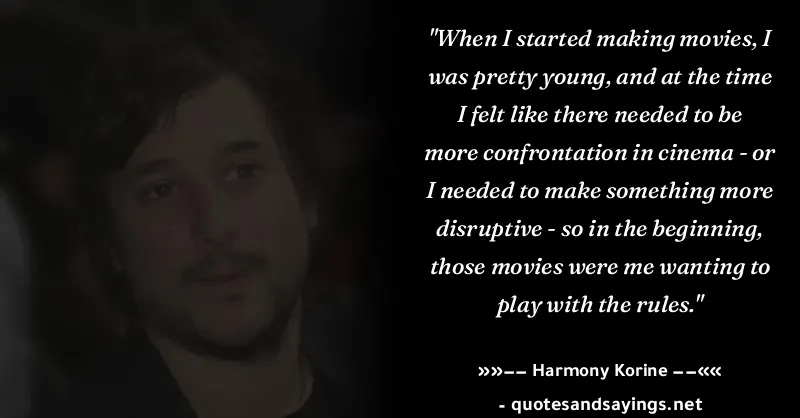 "When I started making movies, I
was pretty young, and at the time
I felt like there needed to be
more confrontation in cinema - or
I needed to make something more
disruptive - so in the beginning,
those movies were me wanting to
play with the rules."
»»−− Harmony Korine −−««
- quotesandsayings.net